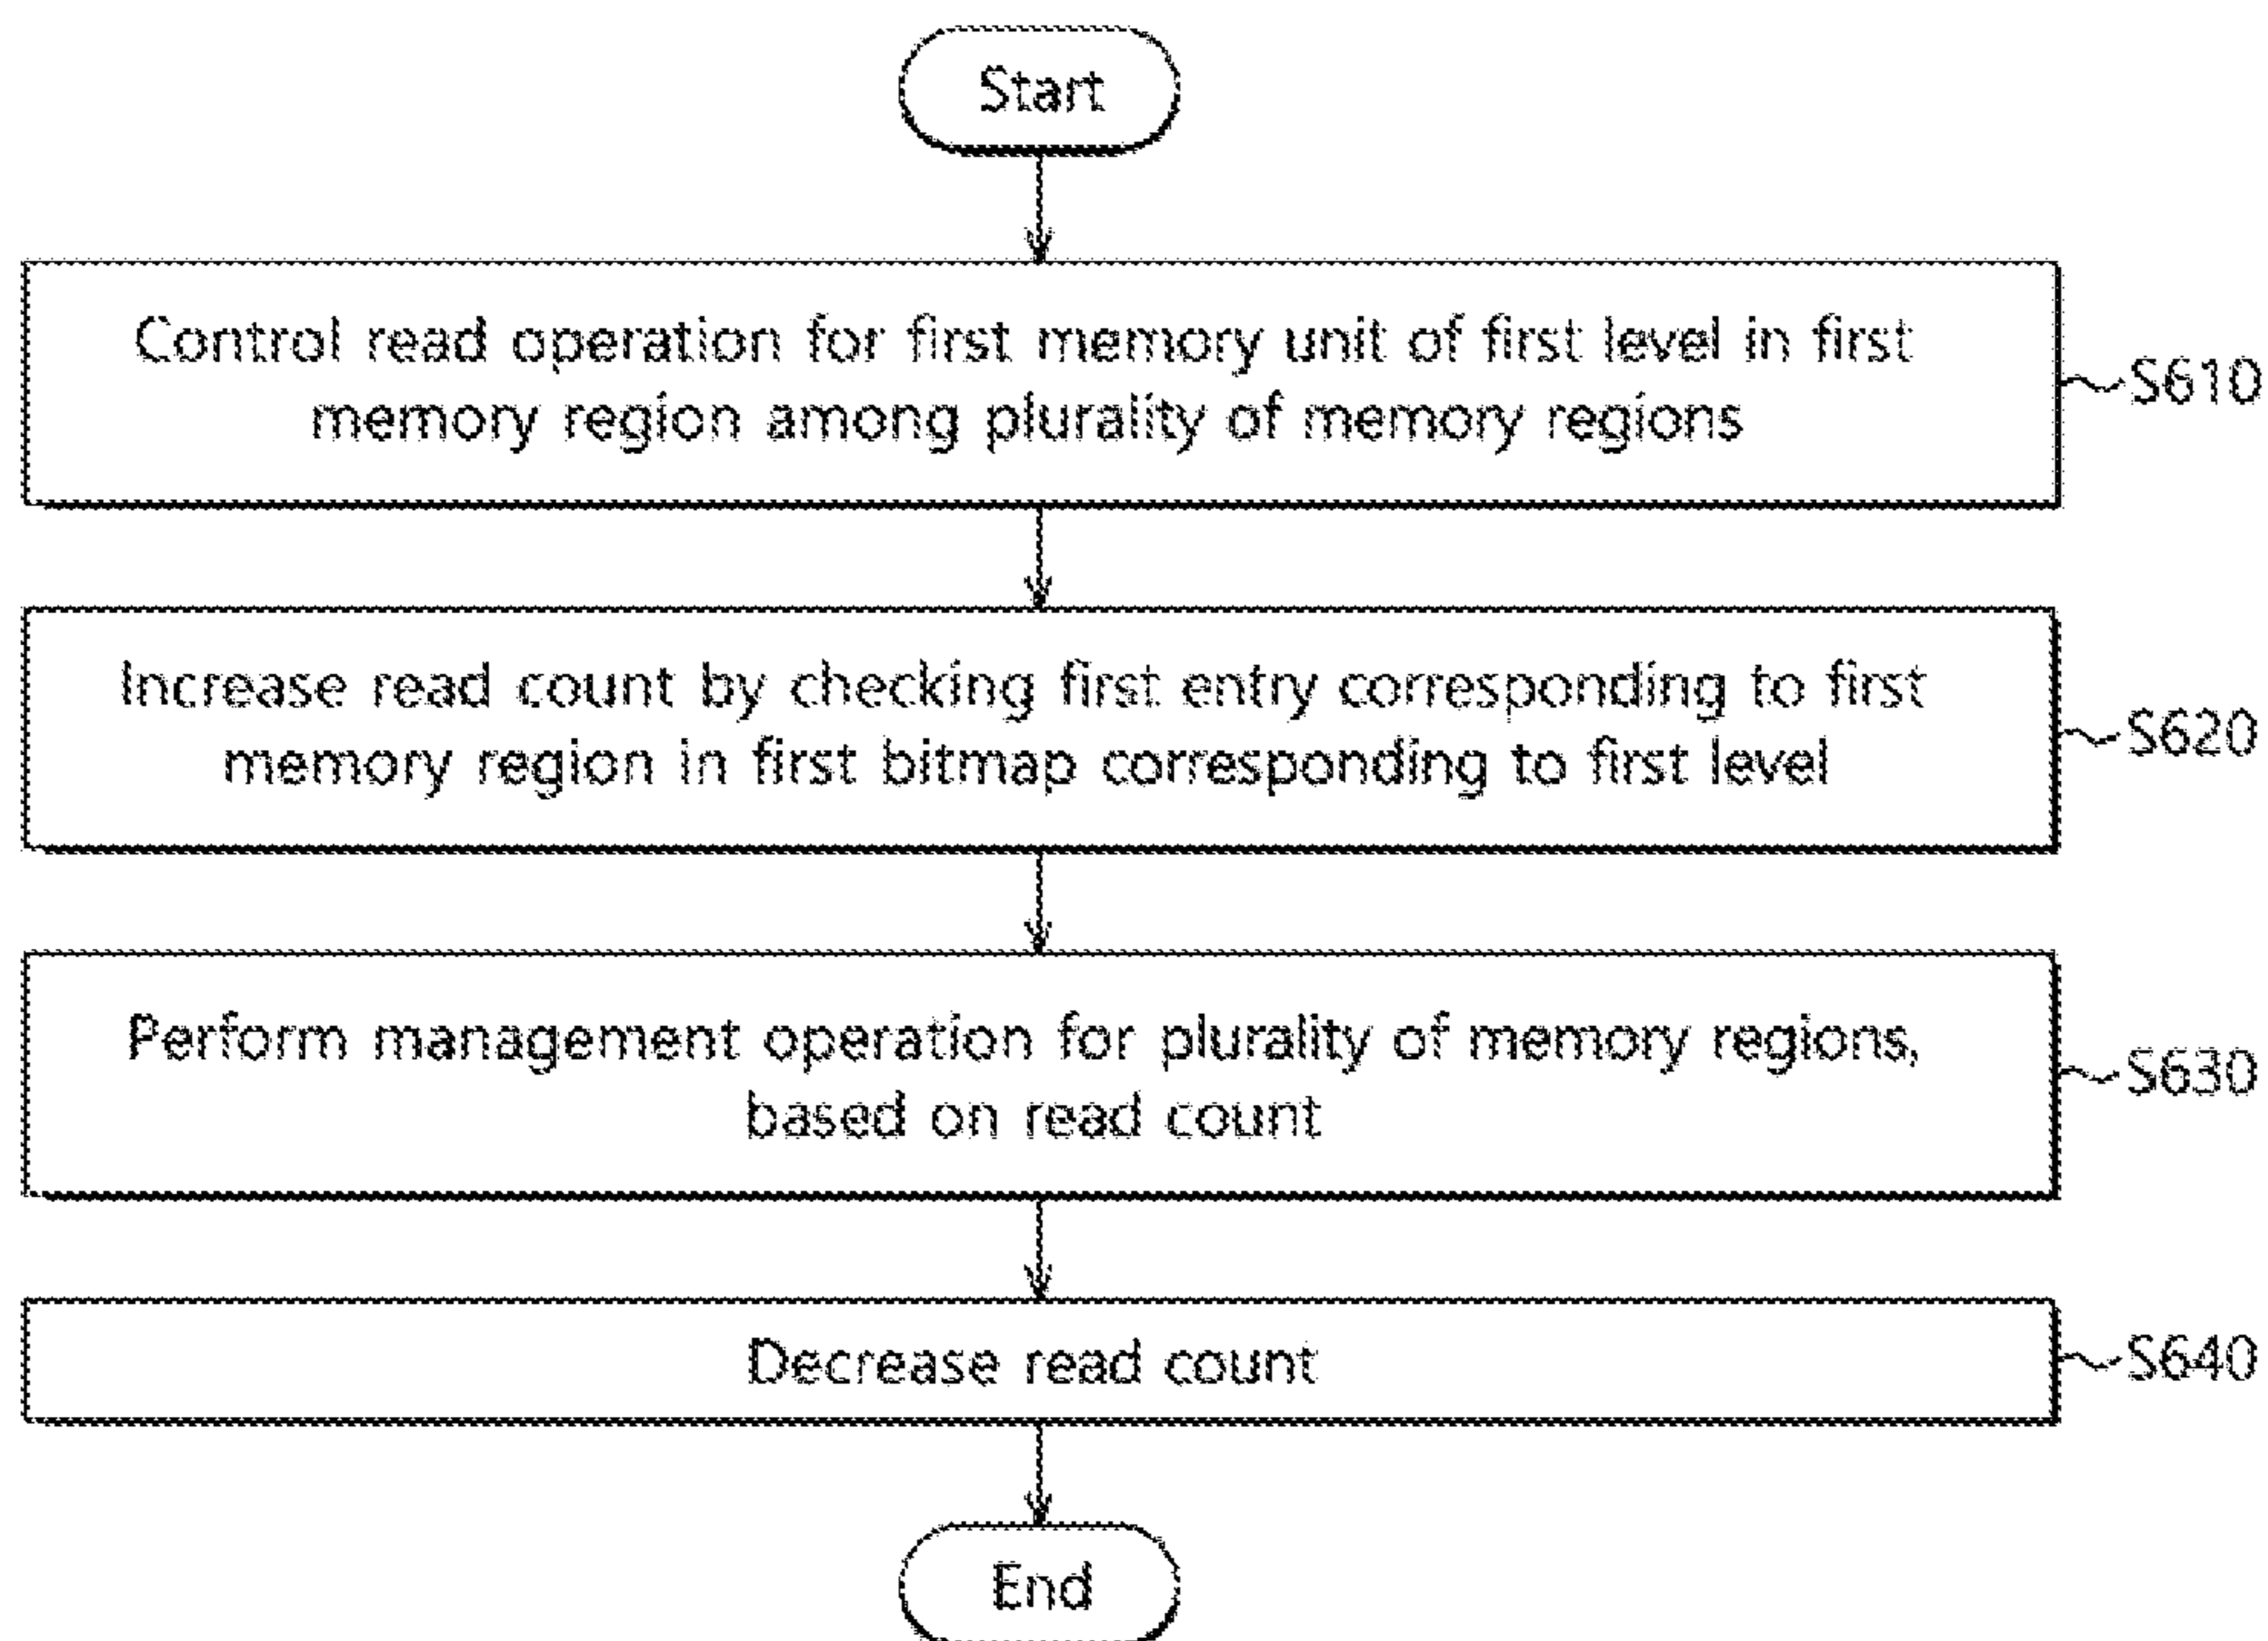 Start
Control read operation for first memory unit of first level in first
memory region among plurality of memory regions
S610
Increase read count by checking first entry corresponding to first
memory region in first bitmap corresponding to first level
S620
Perform management operation for plurality of memory regions,
based on read count
S630
Decrease read count
S640
End